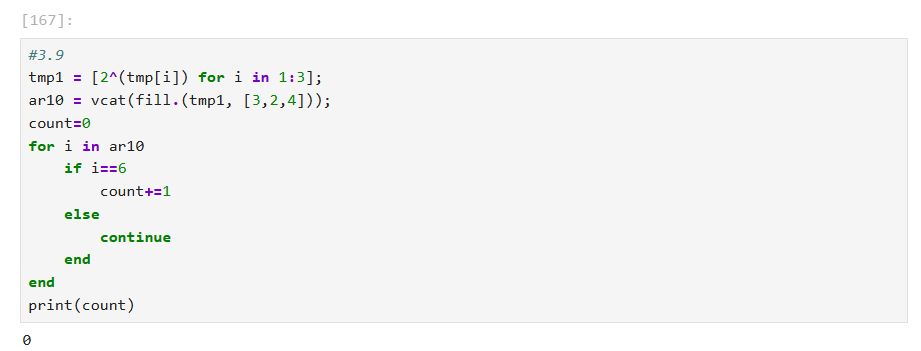 [167]:
#3.9
tmp1 = [2^(tmp[i]) for i in 1:3];
ar10 = vcat(fill.(tmp1, [3,2,4]));
count=0
for i in ar10
    if i==6
        count+=1
    else
        continue
    end
end
print(count)
0